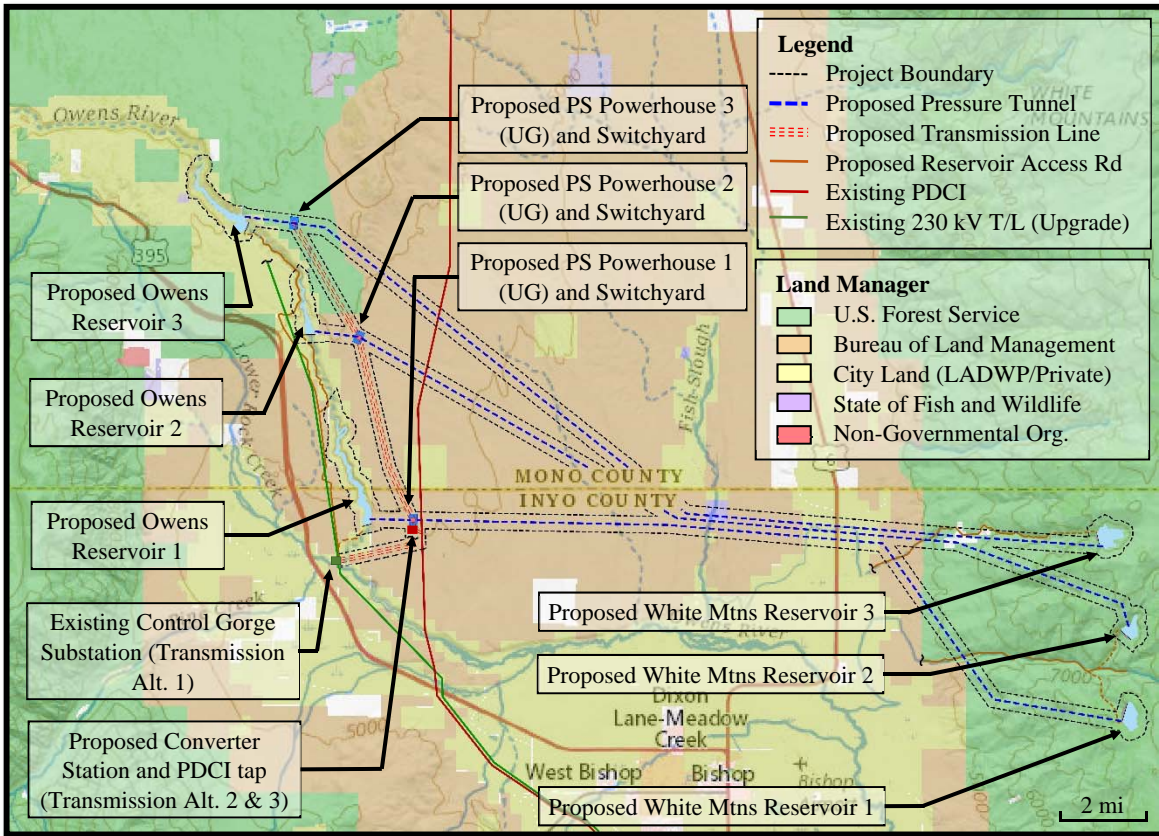 Legend
Project Boundary
Proposed Pressure Tunnel
Proposed Transmission Line
Proposed Reservoir Access Rd
Existing PDCI
Existing 230 kV T/L (Upgrade)
Land Manager
U.S. Forest Service
Bureau of Land Management
City Land (LADWP/Private)
State of Fish and Wildlife
Non-Governmental Org.
Proposed PS Powerhouse 3
(UG) and Switchyard
Proposed PS Powerhouse 2
(UG) and Switchyard
Proposed PS Powerhouse 1
(UG) and Switchyard
Proposed Owens
Reservoir 3
Proposed Owens
Reservoir 2
Proposed Owens
Reservoir 1
Existing Control Gorge
Substation (Transmission
Alt. 1)
Proposed Converter
Station and PDCI tap
(Transmission Alt. 2 & 3)
Proposed White Mtns Reservoir 3
Proposed White Mtns Reservoir 2
Proposed White Mtns Reservoir 1
Owens River
395
Fish Slough
WHITE
MOUNTAINS
MONO COUNTY
INYO COUNTY
6
Owens River
Dixon
Lane-Meadow
Creek
West Bishop
Bishop
Bishop
5000
7000
6000
2 mi